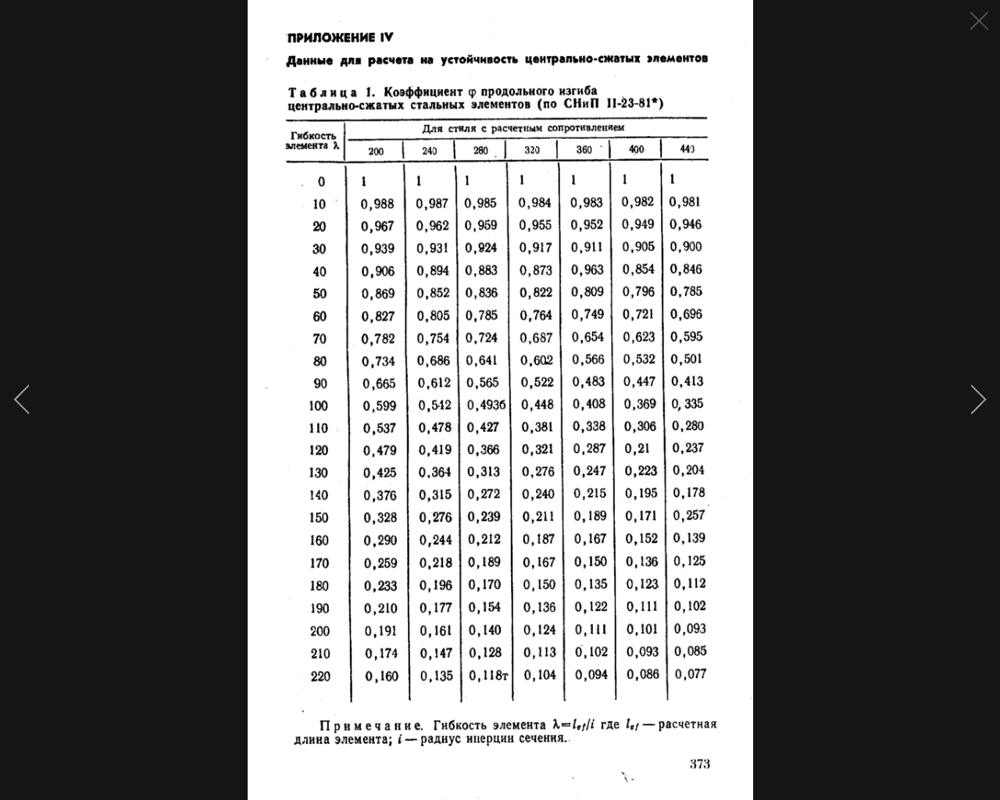 ПРИЛОЖЕНИЕ IV
Данные для расчета на устойчивость центрально-сжатых элементов
Таблица 1. Коэффициент φ продольного изгиба
центрально-сжатых стальных элементов (по СНиП II-23-81*)
Гибкость элемента λ | Для стиля с расчетным сопротивлением
200 | 240 | 280 | 320 | 360 | 400 | 440
0 1 1 1 1 1 1 1
10 0,988 0,987 0,985 0,984 0,983 0,982 0,981
20 0,967 0,962 0,959 0,955 0,952 0,949 0,946
30 0,939 0,931 0,924 0,917 0,911 0,905 0,900
40 0,906 0,894 0,883 0,873 0,963 0,854 0,846
50 0,869 0,852 0,836 0,822 0,809 0,796 0,785
60 0,827 0,805 0,785 0,764 0,749 0,721 0,696
70 0,782 0,754 0,724 0,687 0,654 0,623 0,595
80 0,734 0,686 0,641 0,602 0,566 0,532 0,501
90 0,665 0,612 0,565 0,522 0,483 0,447 0,413
100 0,599 0,542 0,493б 0,448 0,408 0,369 0,335
110 0,537 0,478 0,427 0,381 0,338 0,306 0,280
120 0,479 0,419 0,366 0,321 0,287 0,21 0,237
130 0,425 0.364 0,313 0,276 0,247 0,223 0,204
140 0,376 0,315 0,272 0,240 0,215 0,195 0,178
150 0,328 0,276 0,239 0,211 0,189 0,171 0,257
160 0,290 0,244 0,212 0,187 0,167 0,152 0,139
170 0,259 0,218 0,189 0,167 0,150 0,136 0,125
180 0,233 0,196 0,170 0,150 0,135 0,123 0,112
190 0,210 0,177 0,154 0,136 0,122 0,111 0,102
200 0,191 0,161 0,140 0,124 0,111 0,101 0,093
210 0,174 0,147 0,128 0,113 0,102 0,093 0,085
220 0,160 0,135 0,118т 0,104 0,094 0,086 0,077
Примечание. Гибкость элемента λ=lef/i где lef — расчетная
длина элемента; i — радиус инерции сечения.
373